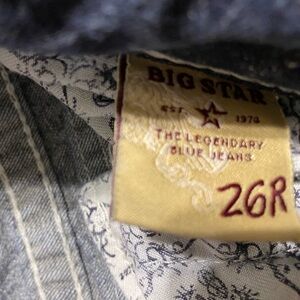 BIG STAR
EST 1974
THE LEGENDARY
BLUE JEANS
26R